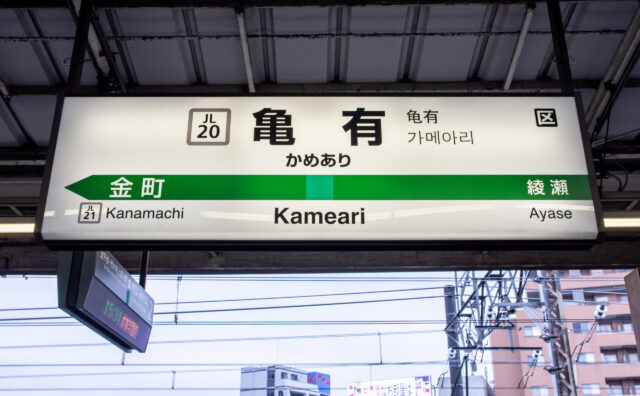 JL
20
亀有
亀有
가메아리
区
かめあり
金町
綾瀬
JL
21
Kanamachi
Kameari
Ayase